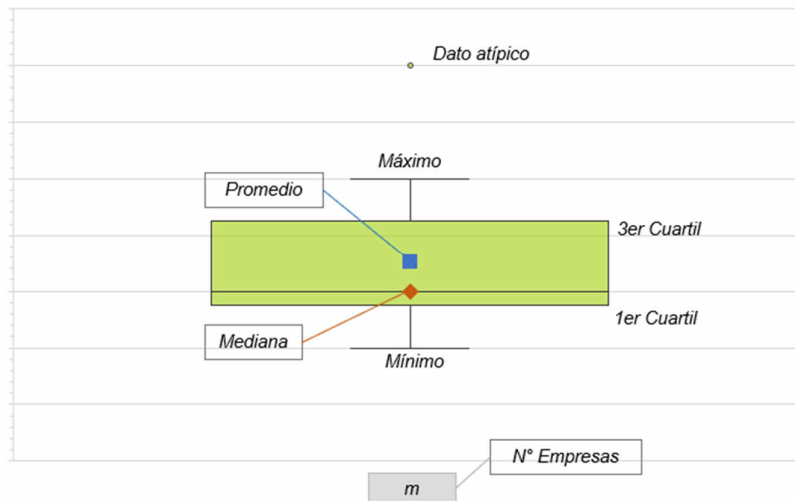 Dato atípico
Máximo
Promedio
3er Cuartil
1er Cuartil
Mediana
Mínimo
N° Empresas
m